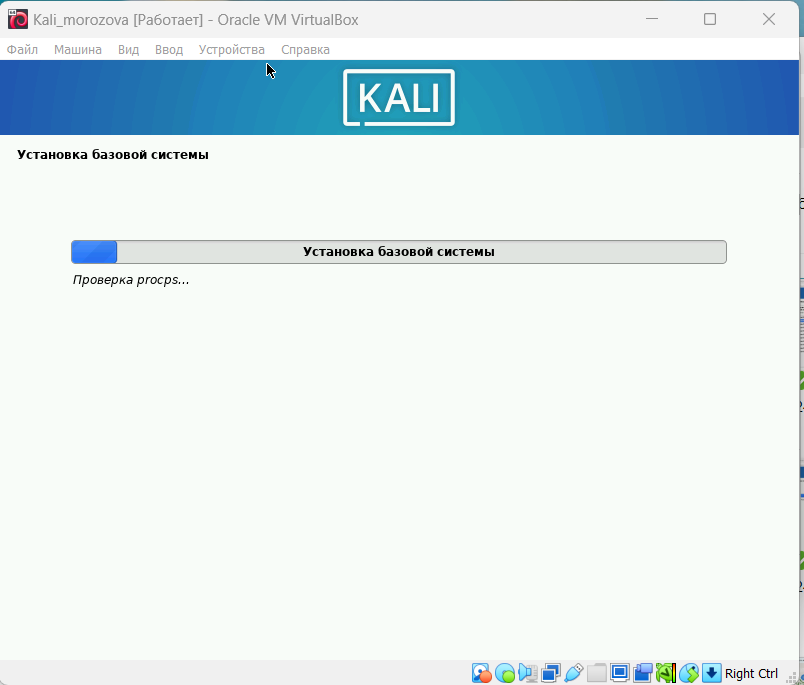 Kali_morozova [Работает] - Oracle VM VirtualBox
Файл Машина Вид Ввод Устройства Справка
KALI
Установка базовой системы
Установка базовой системы
Проверка procps...
Right Ctrl